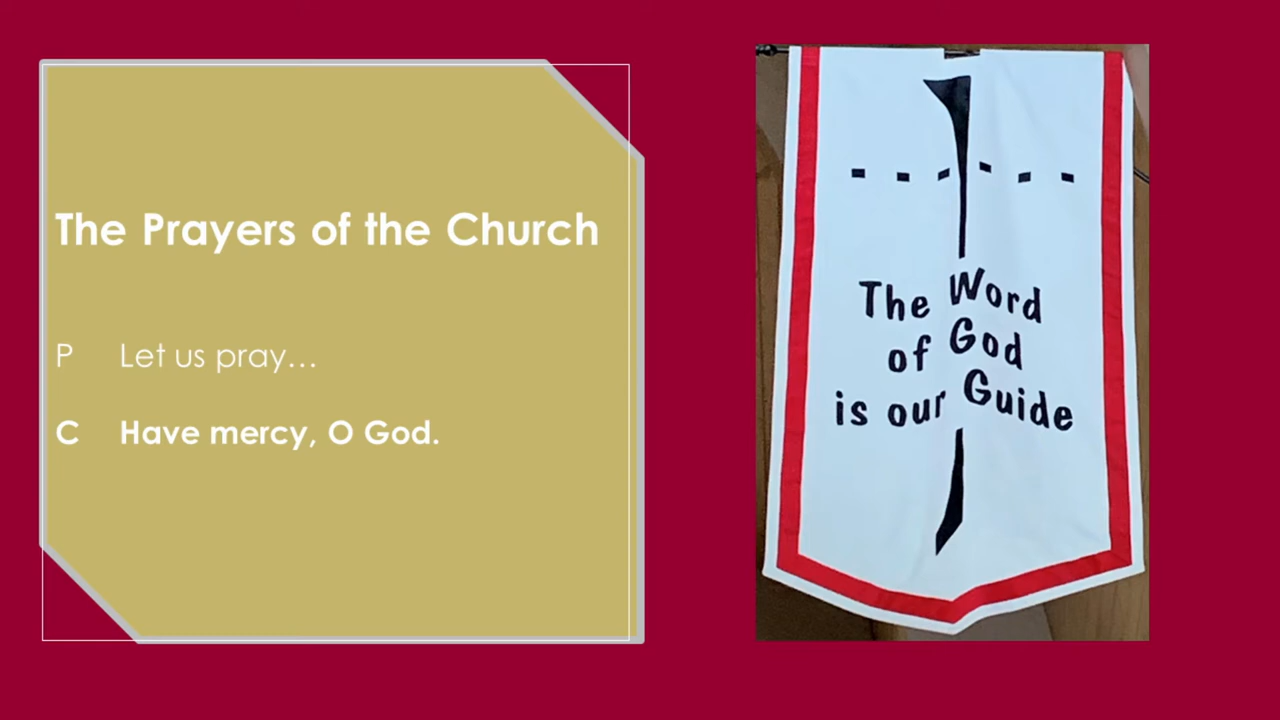 The Prayers of the Church
P Let us pray...
C Have mercy, O God.
The Word
of God
is our Guide